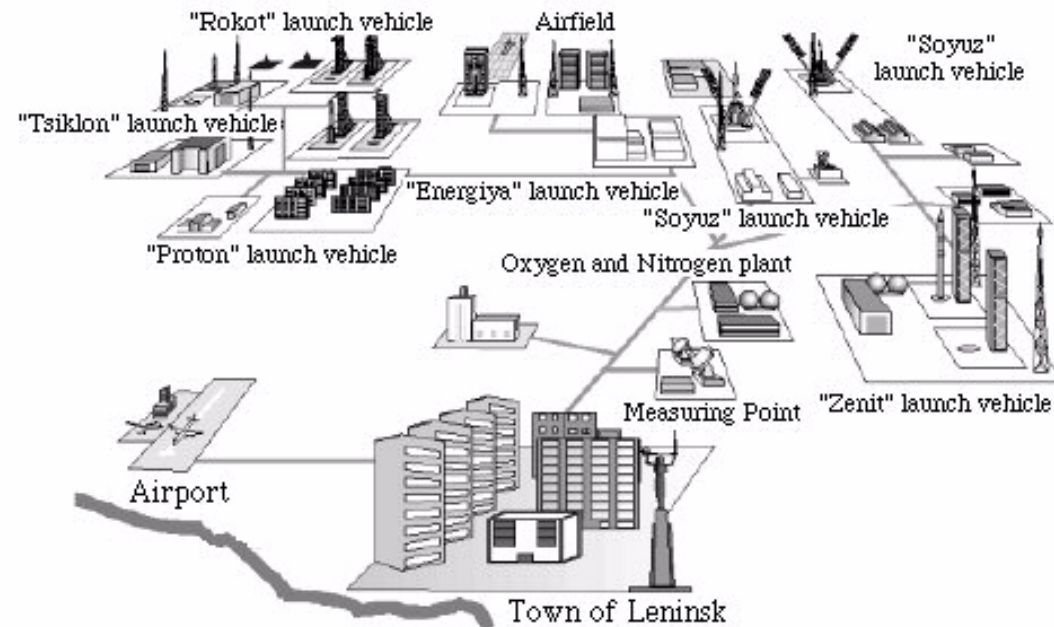 "Rokot" launch vehicle
Airfield
"Soyuz"
launch vehicle
"Tsiklon" launch vehicle
"Energiya" launch vehicle
"Soyuz" launch vehicle
"Proton" launch vehicle
Oxygen and Nitrogen plant
Measuring Point
"Zenit" launch vehicle
Airport
Town of Leninsk